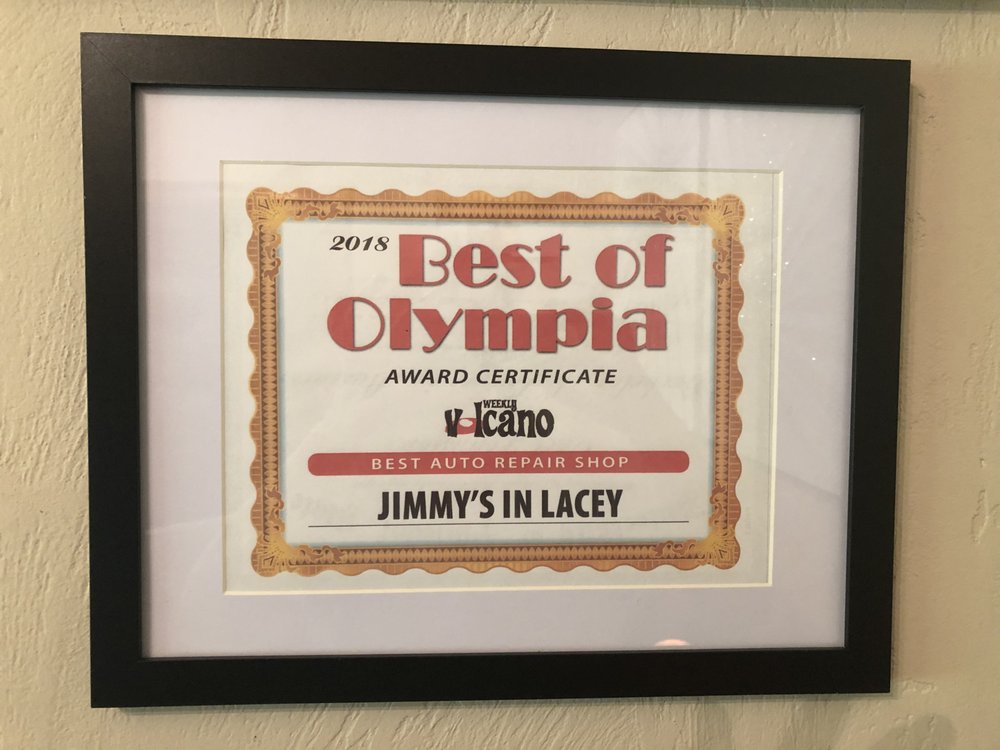 2018 Best of
Olympia
AWARD CERTIFICATE
WEEKLY
Volcano
BEST AUTO REPAIR SHOP
JIMMY'S IN LACEY